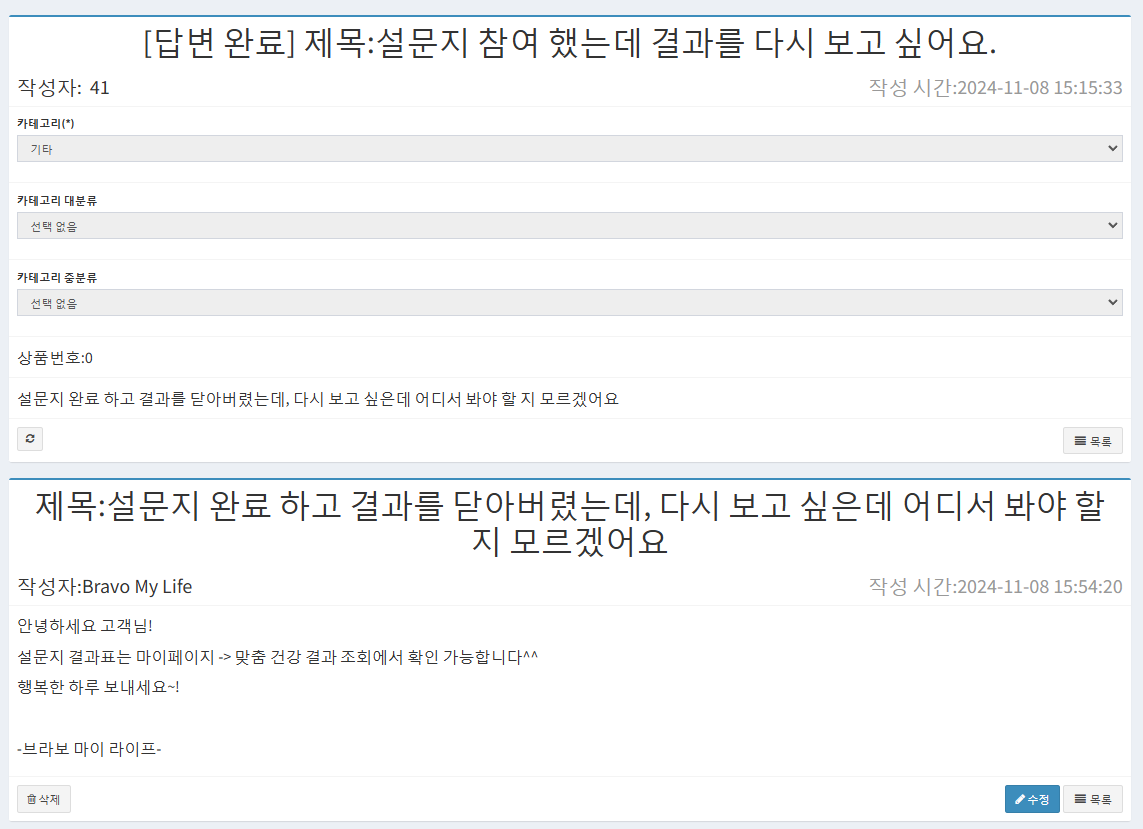 [답변 완료] 제목:설문지 참여 했는데 결과를 다시 보고 싶어요.
작성자: 41
작성 시간:2024-11-08 15:15:33
카테고리(*)
기타
카테고리 대분류
선택 없음
카테고리 중분류
선택 없음
상품번호:0
설문지 완료 하고 결과를 닫아버렸는데, 다시 보고 싶은데 어디서 봐야 할 지 모르겠어요
목록
제목:설문지 완료 하고 결과를 닫아버렸는데, 다시 보고 싶은데 어디서 봐야 할
지 모르겠어요
작성자:Bravo My Life
작성 시간:2024-11-08 15:54:20
안녕하세요 고객님!
설문지 결과표는 마이페이지 -> 맞춤 건강 결과 조회에서 확인 가능합니다^^
행복한 하루 보내세요~!
-브라보 마이 라이프-
삭제
수정
목록